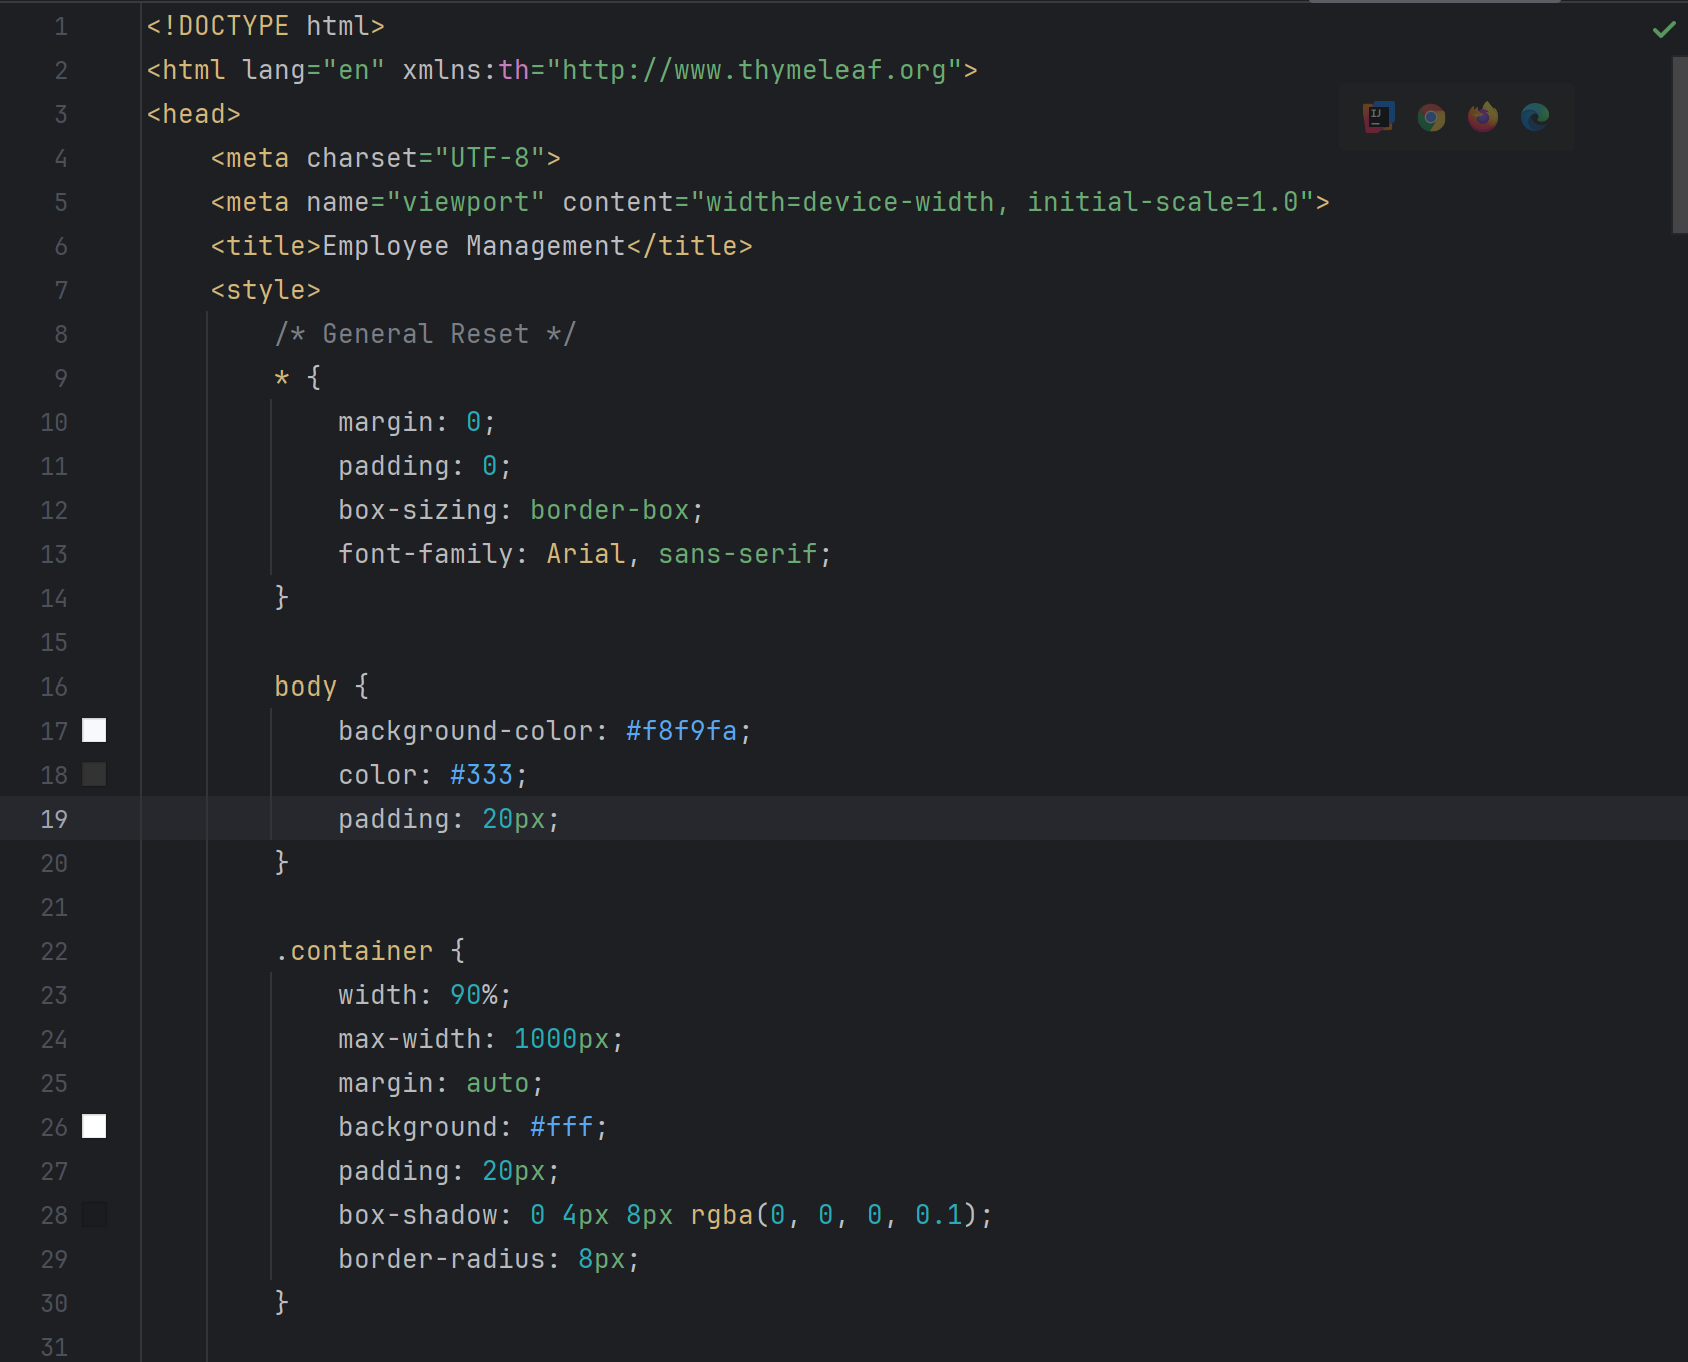 1 <!DOCTYPE html>
2 <html lang="en" xmlns:th="http://www.thymeleaf.org">
3 <head>
4     <meta charset="UTF-8">
5     <meta name="viewport" content="width=device-width, initial-scale=1.0">
6     <title>Employee Management</title>
7     <style>
8         /* General Reset */
9         * {
10             margin: 0;
11             padding: 0;
12             box-sizing: border-box;
13             font-family: Arial, sans-serif;
14         }
15
16         body {
17             background-color: #f8f9fa;
18             color: #333;
19             padding: 20px;
20         }
21
22         .container {
23             width: 90%;
24             max-width: 1000px;
25             margin: auto;
26             background: #fff;
27             padding: 20px;
28             box-shadow: 0 4px 8px rgba(0, 0, 0, 0.1);
29             border-radius: 8px;
30         }
31